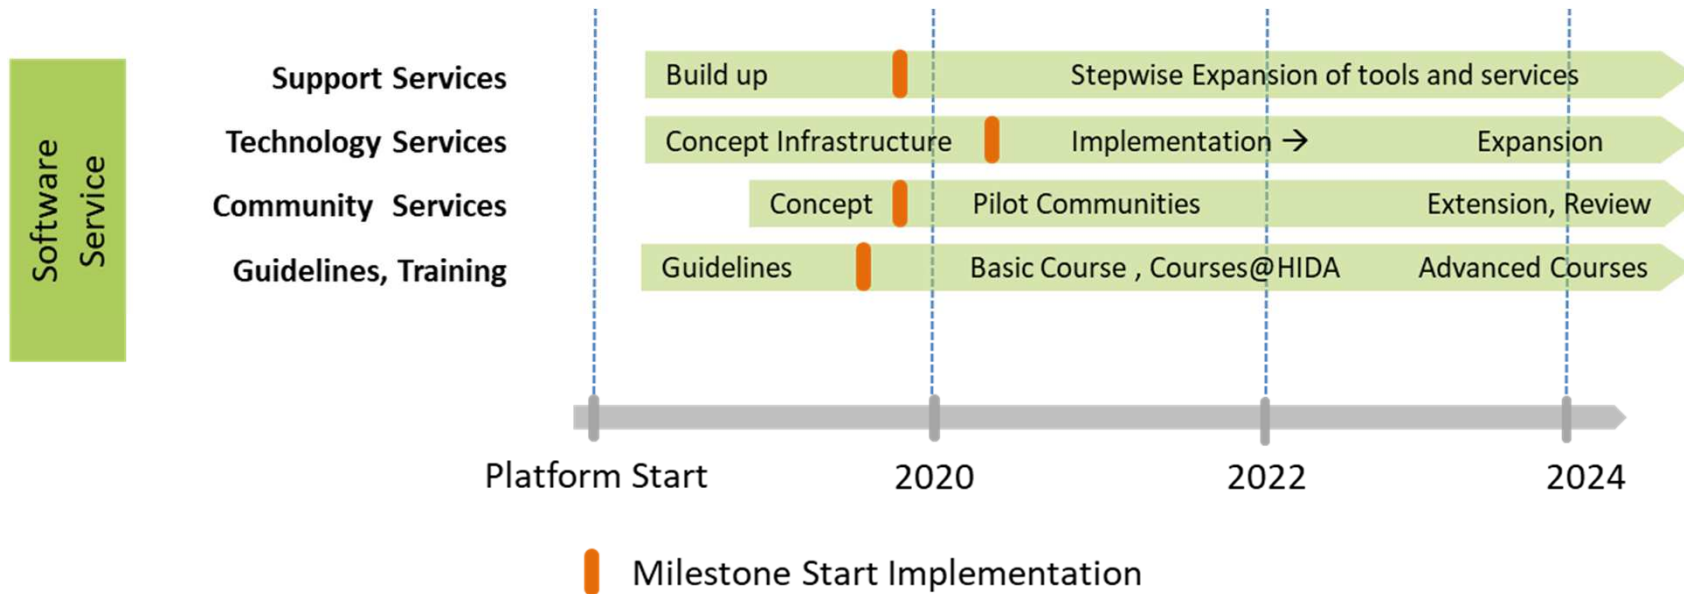 Software
Service
Support Services
Build up
Stepwise Expansion of tools and services
Technology Services
Concept Infrastructure
Implementation →
Expansion
Community Services
Concept
Pilot Communities
Extension, Review
Guidelines, Training
Guidelines
Basic Course , Courses@HIDA
Advanced Courses
Platform Start
2020
2022
2024
Milestone Start Implementation